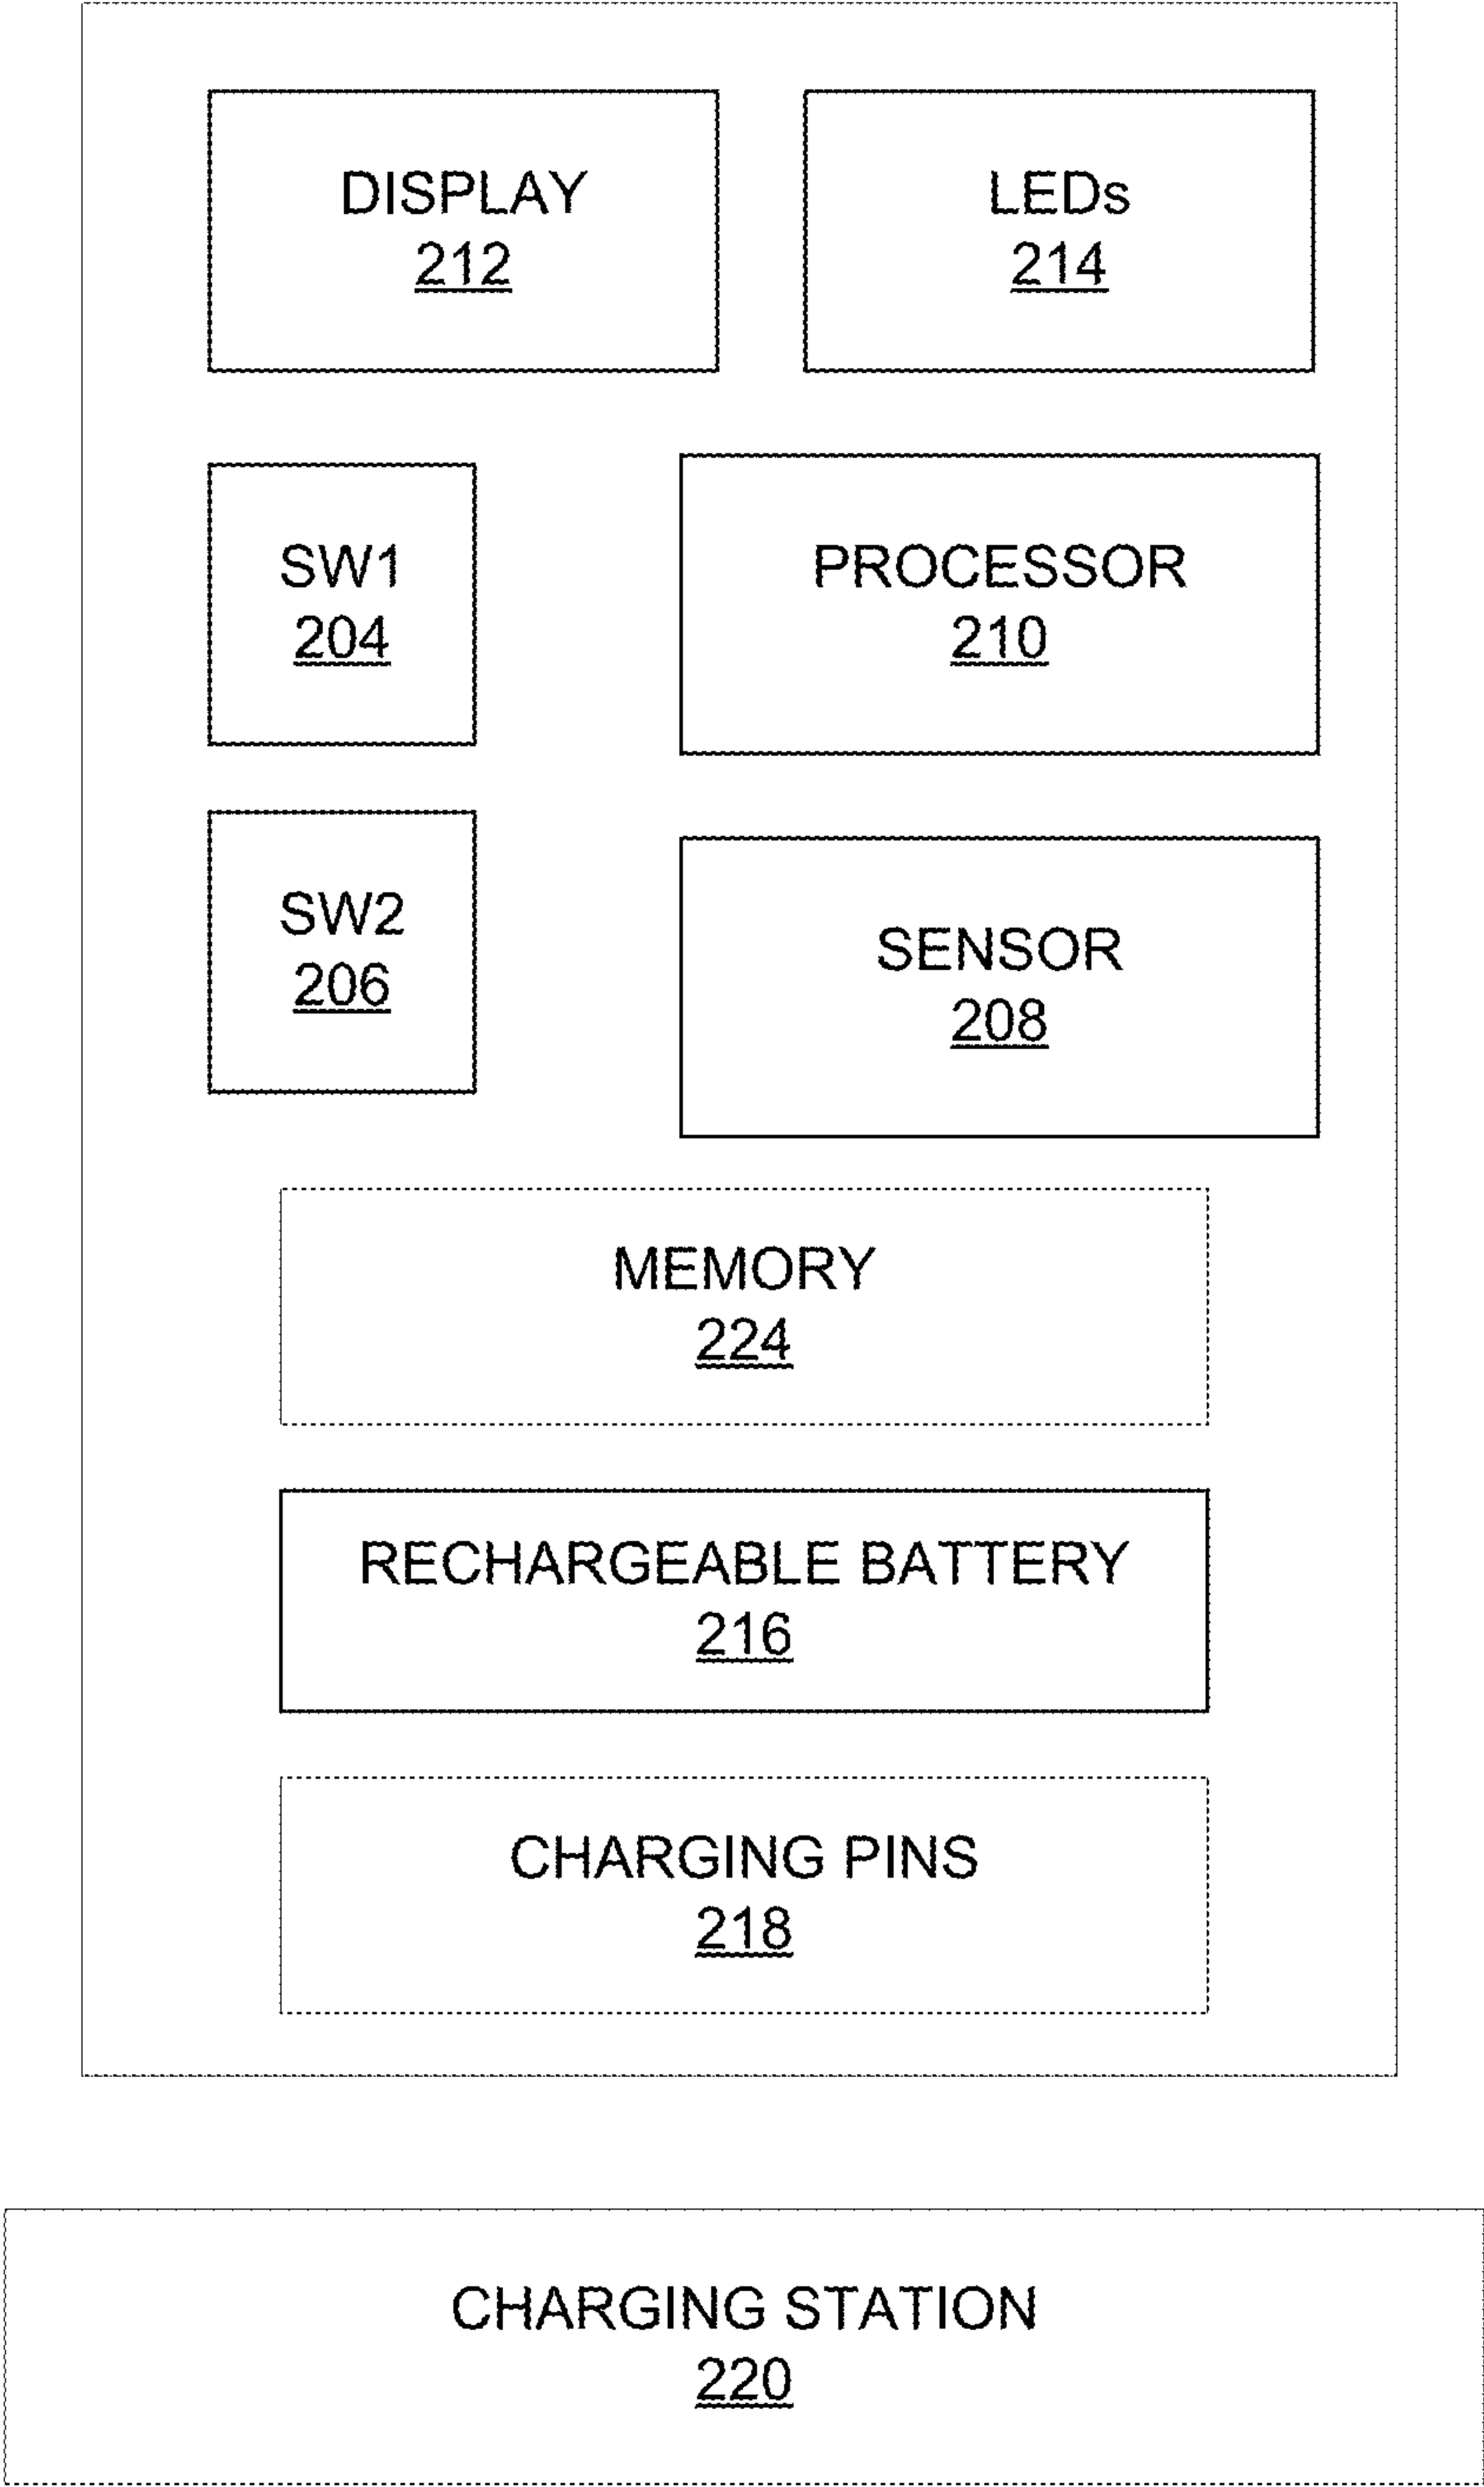 DISPLAY
212
LEDs
214
SW1
204
PROCESSOR
210
SW2
206
SENSOR
208
MEMORY
224
RECHARGEABLE BATTERY
216
CHARGING PINS
218
CHARGING STATION
220